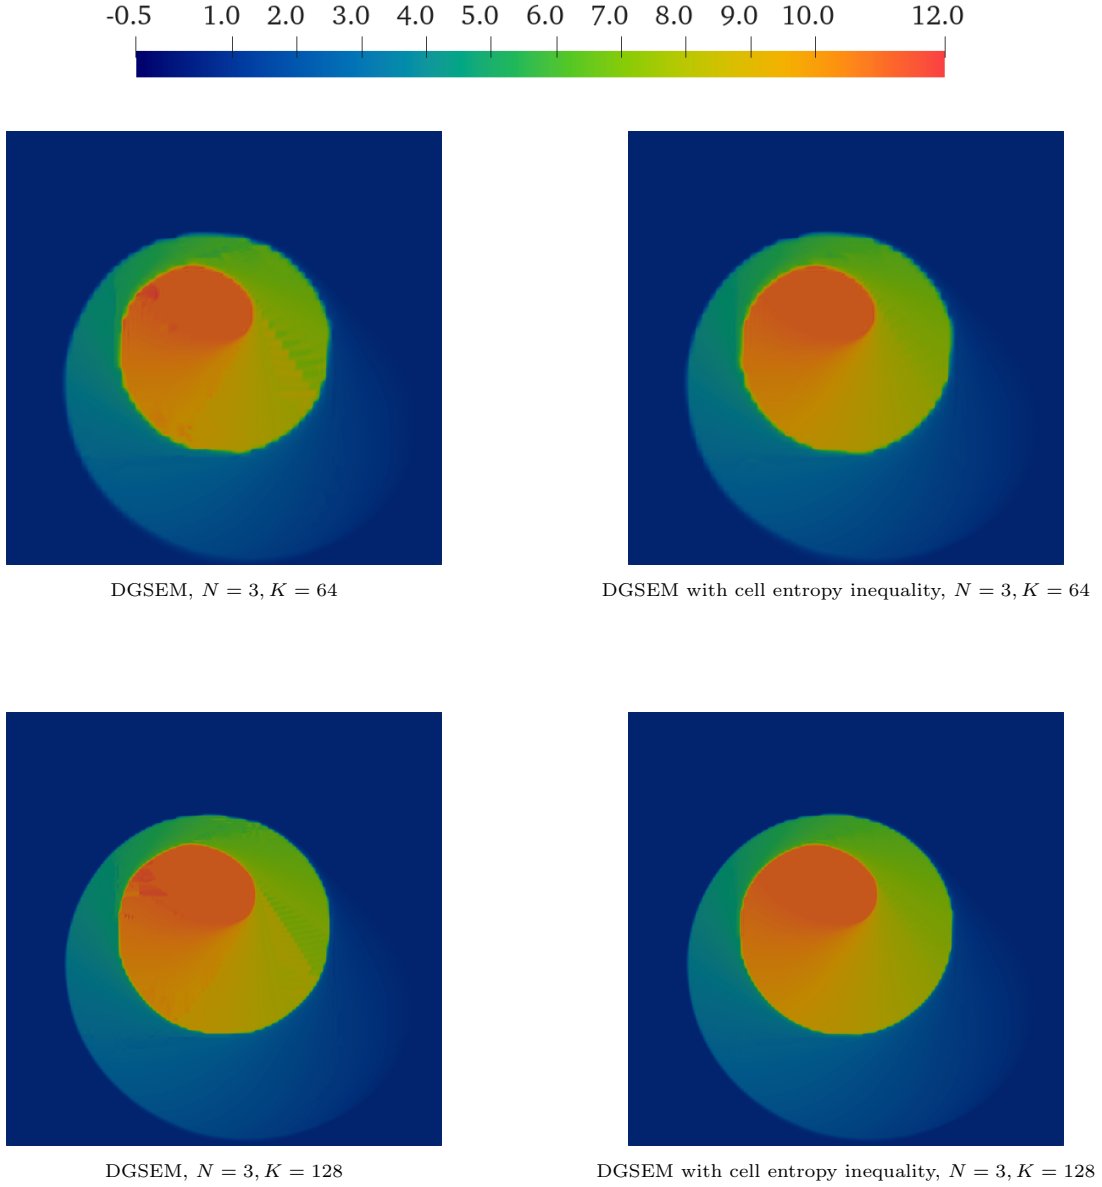 -0.5 1.0 2.0 3.0 4.0 5.0 6.0 7.0 8.0 9.0 10.0 12.0
DGSEM, N = 3, K = 64
DGSEM with cell entropy inequality, N = 3, K = 64
DGSEM, N = 3, K = 128
DGSEM with cell entropy inequality, N = 3, K = 128